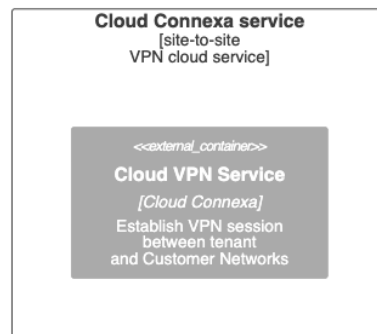 Cloud Connexa service
[site-to-site
VPN cloud service]
<<external_container>>
Cloud VPN Service
[Cloud Connexa]
Establish VPN session
between tenant
and Customer Networks